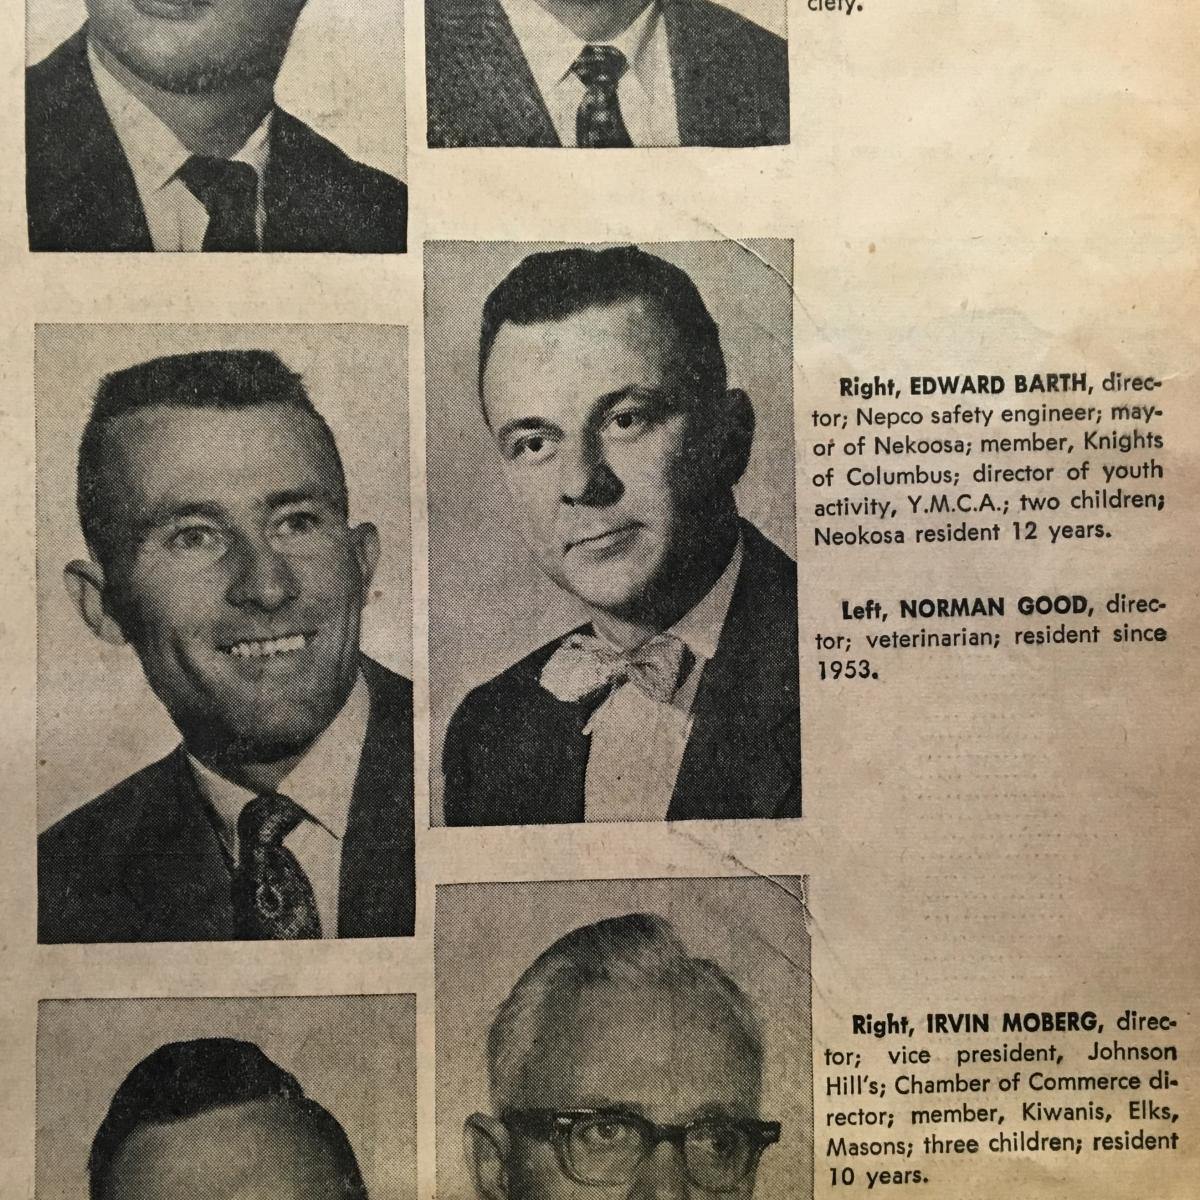 ciety.
Right, EDWARD BARTH, direc-
tor; Nepco safety engineer; may-
or of Nekoosa; member, Knights
of Columbus; director of youth
activity, Y.M.C.A.; two children;
Neokosa resident 12 years.
Left, NORMAN GOOD, direc-
tor; veterinarian; resident since
1953.
Right, IRVIN MOBERG, direc-
tor; vice president, Johnson
Hill's; Chamber of Commerce di-
rector; member, Kiwanis, Elks,
Masons; three children; resident
10 years.